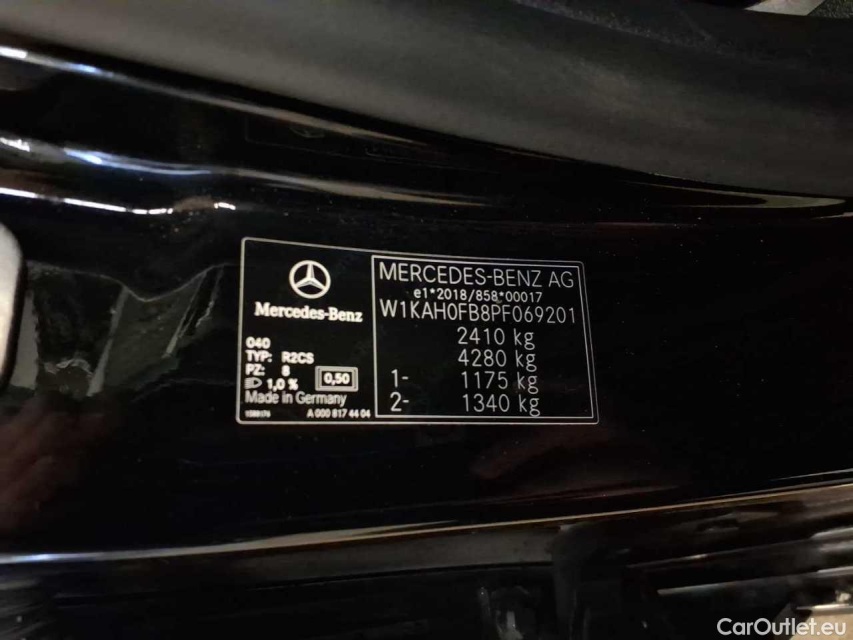 Mercedes-Benz
040
TYP: R2CS
PZ: 8
1,0 % 0,50
Made in Germany
A 000 817 44 04
MERCEDES-BENZ AG
e1*2018/858*00017
W1KAH0FB8PF069201
2410 kg
4280 kg
1- 1175 kg
2- 1340 kg
CarOutlet.eu